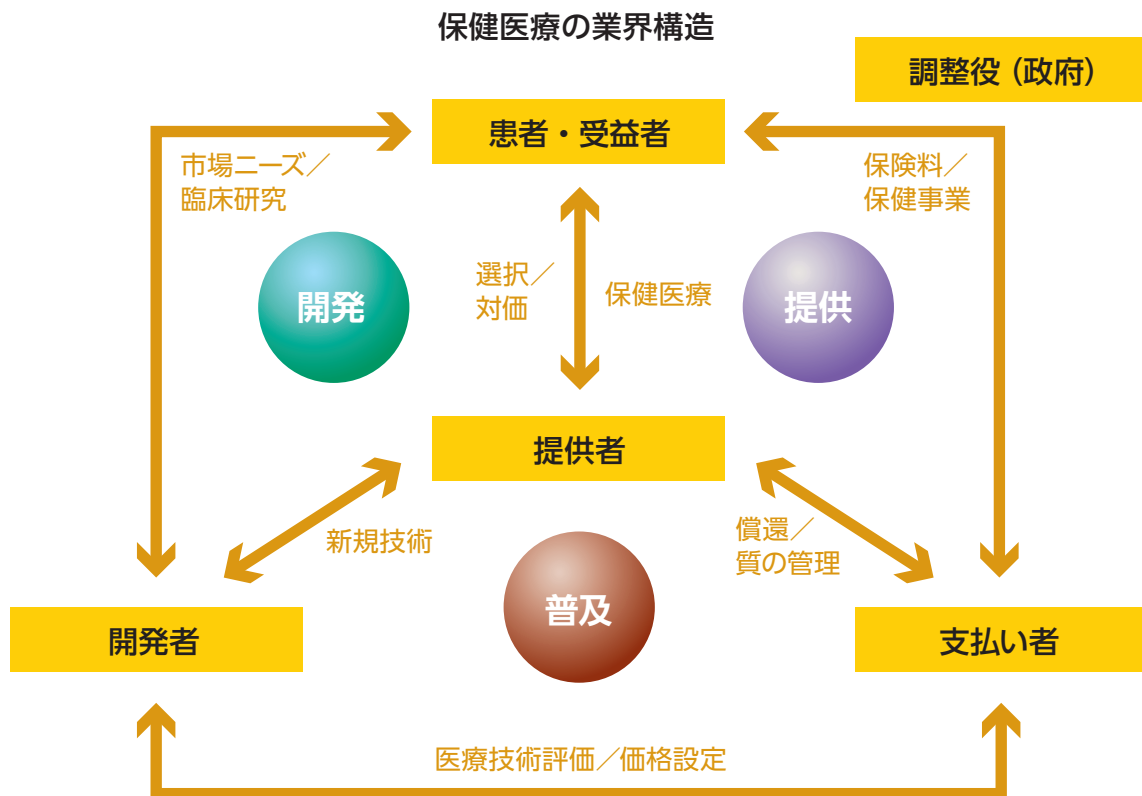 保健医療の業界構造
調整役（政府）
患者・受益者
市場ニーズ／
臨床研究
保険料／
保健事業
開発
選択／
対価
保健医療
提供
提供者
新規技術
償還／
質の管理
普及
開発者
支払い者
医療技術評価／価格設定